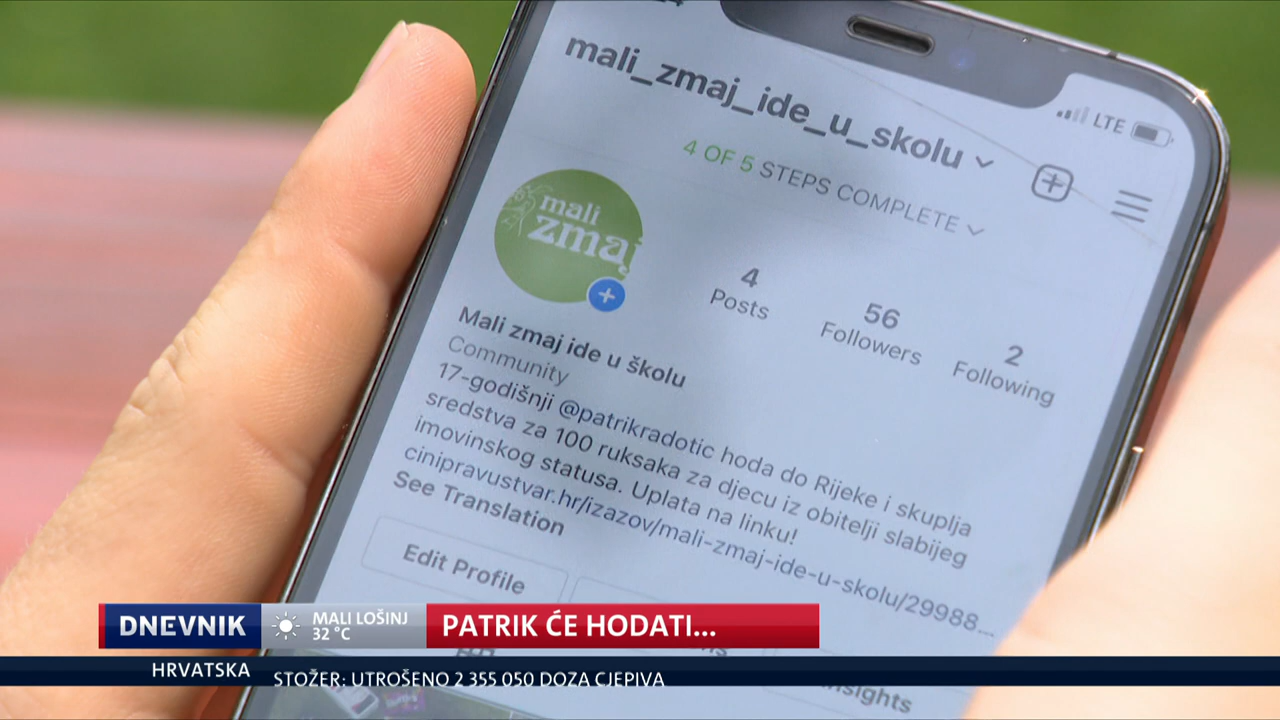 mali_zmaj_ide_u_skolu
LTE
4 OF 5 STEPS COMPLETE
mali
zmaj
4
Posts
56
Followers
2
Following
Mali zmaj ide u školu
Community
17-godišnji @patrikradotic hoda do Rijeke i skuplja
sredstva za 100 ruksaka za djecu iz obitelji slabijeg
imovinskog statusa. Uplata na linku!
cinipravustvar.hr/izazov/mali-zmaj-ide-u-skolu/29988...
See Translation
Edit Profile
Insights
DNEVNIK
MALI LOŠINJ
32 °C
PATRIK ĆE HODATI...
HRVATSKA
STOŽER: UTROŠENO 2 355 050 DOZA CJEPIVA